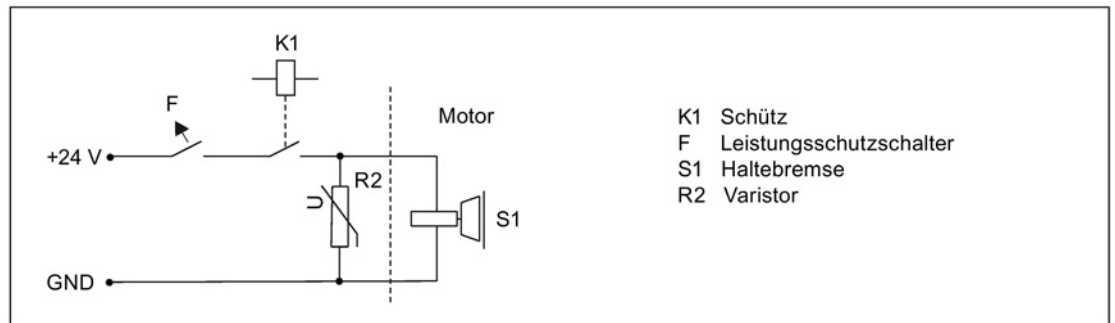 K1
F
Motor
+24 V
R2
U
S1
GND
K1 Schütz
F Leistungsschutzschalter
S1 Haltebremse
R2 Varistor